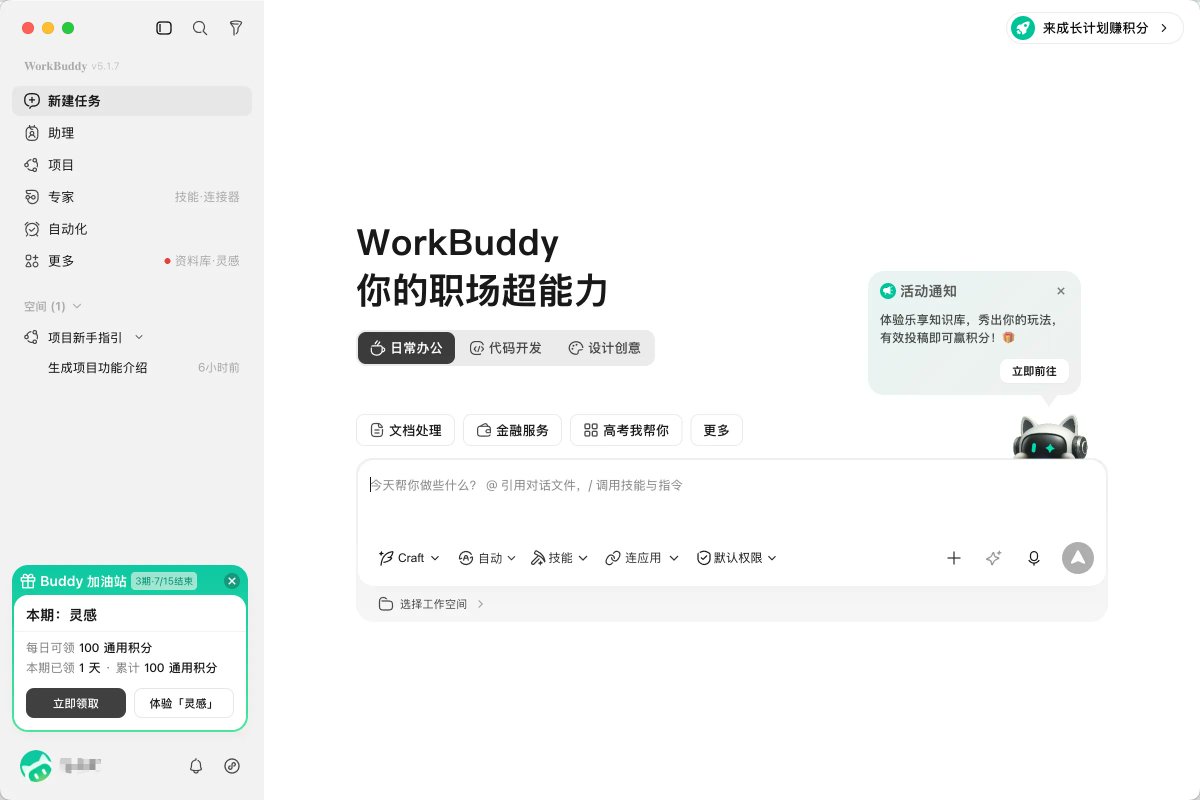 来成长计划赚积分
WorkBuddy v5.1.7
新建任务
助理
项目
专家 技能·连接器
自动化
更多 资料库·灵感
空间 (1)
项目新手指引
生成项目功能介绍 6小时前
Buddy 加油站 3期·7/15结束
本期：灵感
每日可领 100 通用积分
本期已领 1 天 · 累计 100 通用积分
立即领取 体验「灵感」
WorkBuddy
你的职场超能力
日常办公 代码开发 设计创意
活动通知
体验乐享知识库，秀出你的玩法，
有效投稿即可赢积分！
立即前往
文档处理 金融服务 高考我帮你 更多
今天帮你做些什么？ @ 引用对话文件，/ 调用技能与指令
Craft 自动 技能 连应用 默认权限
选择工作空间